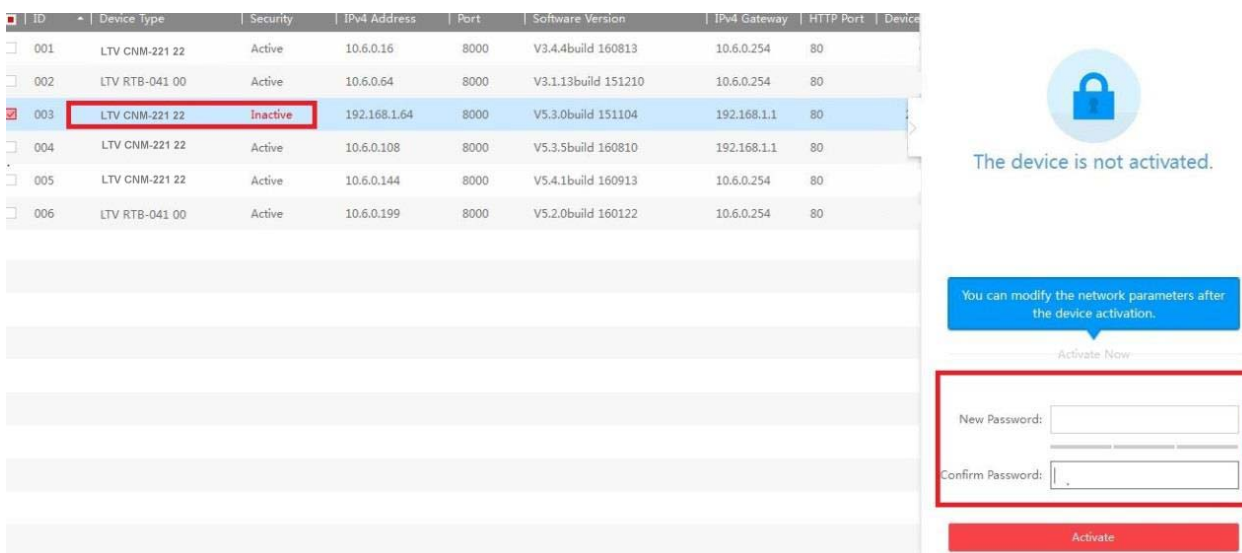 ID | Device Type | Security | IPv4 Address | Port | Software Version | IPv4 Gateway | HTTP Port | Device
001 LTV CNM-221 22 Active 10.6.0.16 8000 V3.4.4build 160813 10.6.0.254 80
002 LTV RTB-041 00 Active 10.6.0.64 8000 V3.1.13build 151210 10.6.0.254 80
003 LTV CNM-221 22 Inactive 192.168.1.64 8000 V5.3.0build 151104 192.168.1.1 80
004 LTV CNM-221 22 Active 10.6.0.108 8000 V5.3.5build 160810 192.168.1.1 80
005 LTV CNM-221 22 Active 10.6.0.144 8000 V5.4.1build 160913 10.6.0.254 80
006 LTV RTB-041 00 Active 10.6.0.199 8000 V5.2.0build 160122 10.6.0.254 80
The device is not activated.
You can modify the network parameters after
the device activation.
Activate Now
New Password:
Confirm Password:
Activate